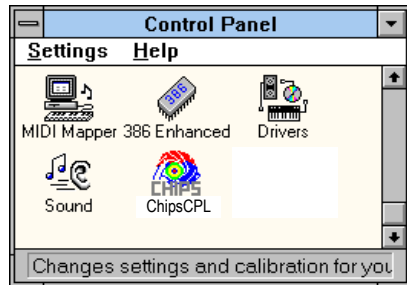 Control Panel
Settings Help
386
MIDI Mapper 386 Enhanced Drivers
CHIPS
Sound ChipsCPL
Changes settings and calibration for you